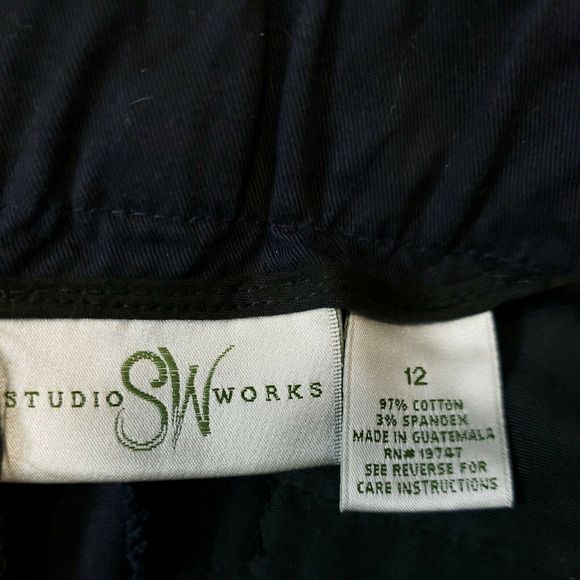 STUDIO SW WORKS
12
97% COTTON
3% SPANDEX
MADE IN GUATEMALA
RN# 19747
SEE REVERSE FOR
CARE INSTRUCTIONS